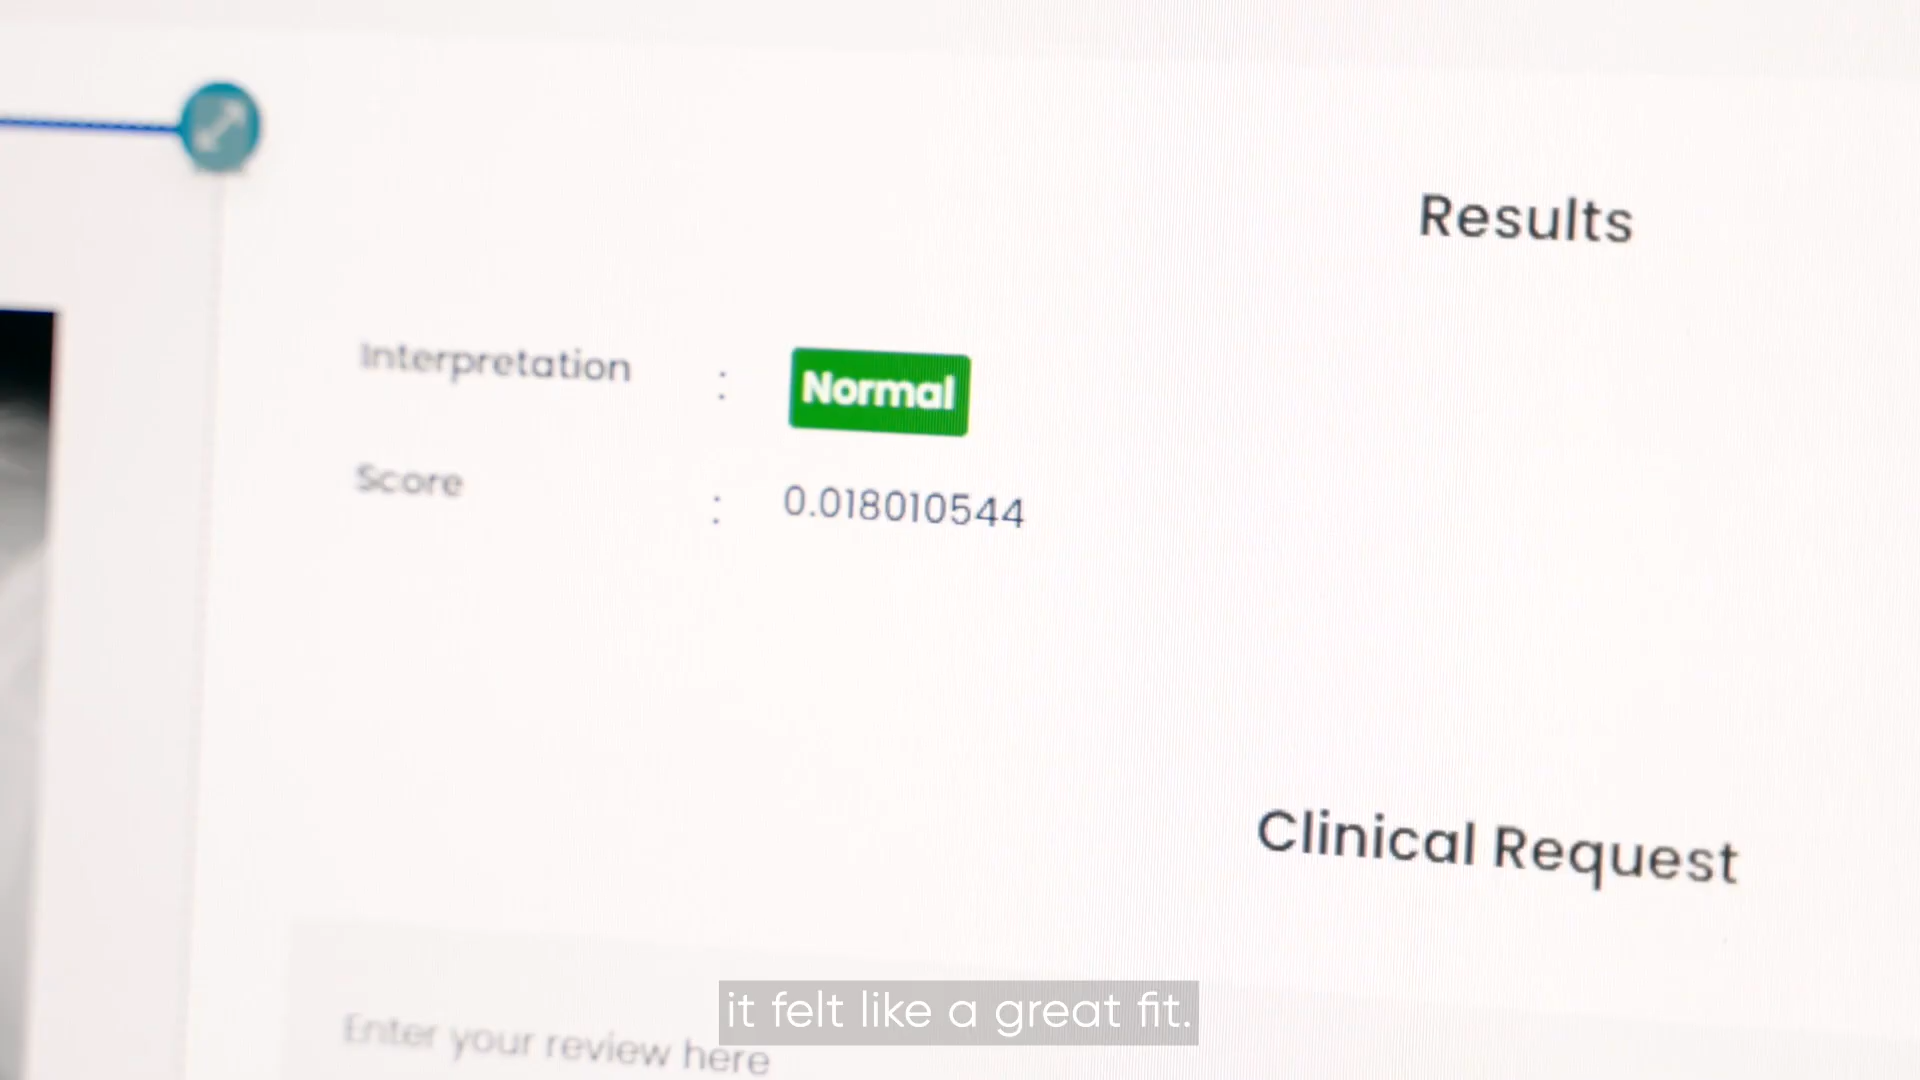 Results
Interpretation : Normal
Score : 0.018010544
Clinical Request
Enter your review here
it felt like a great fit.